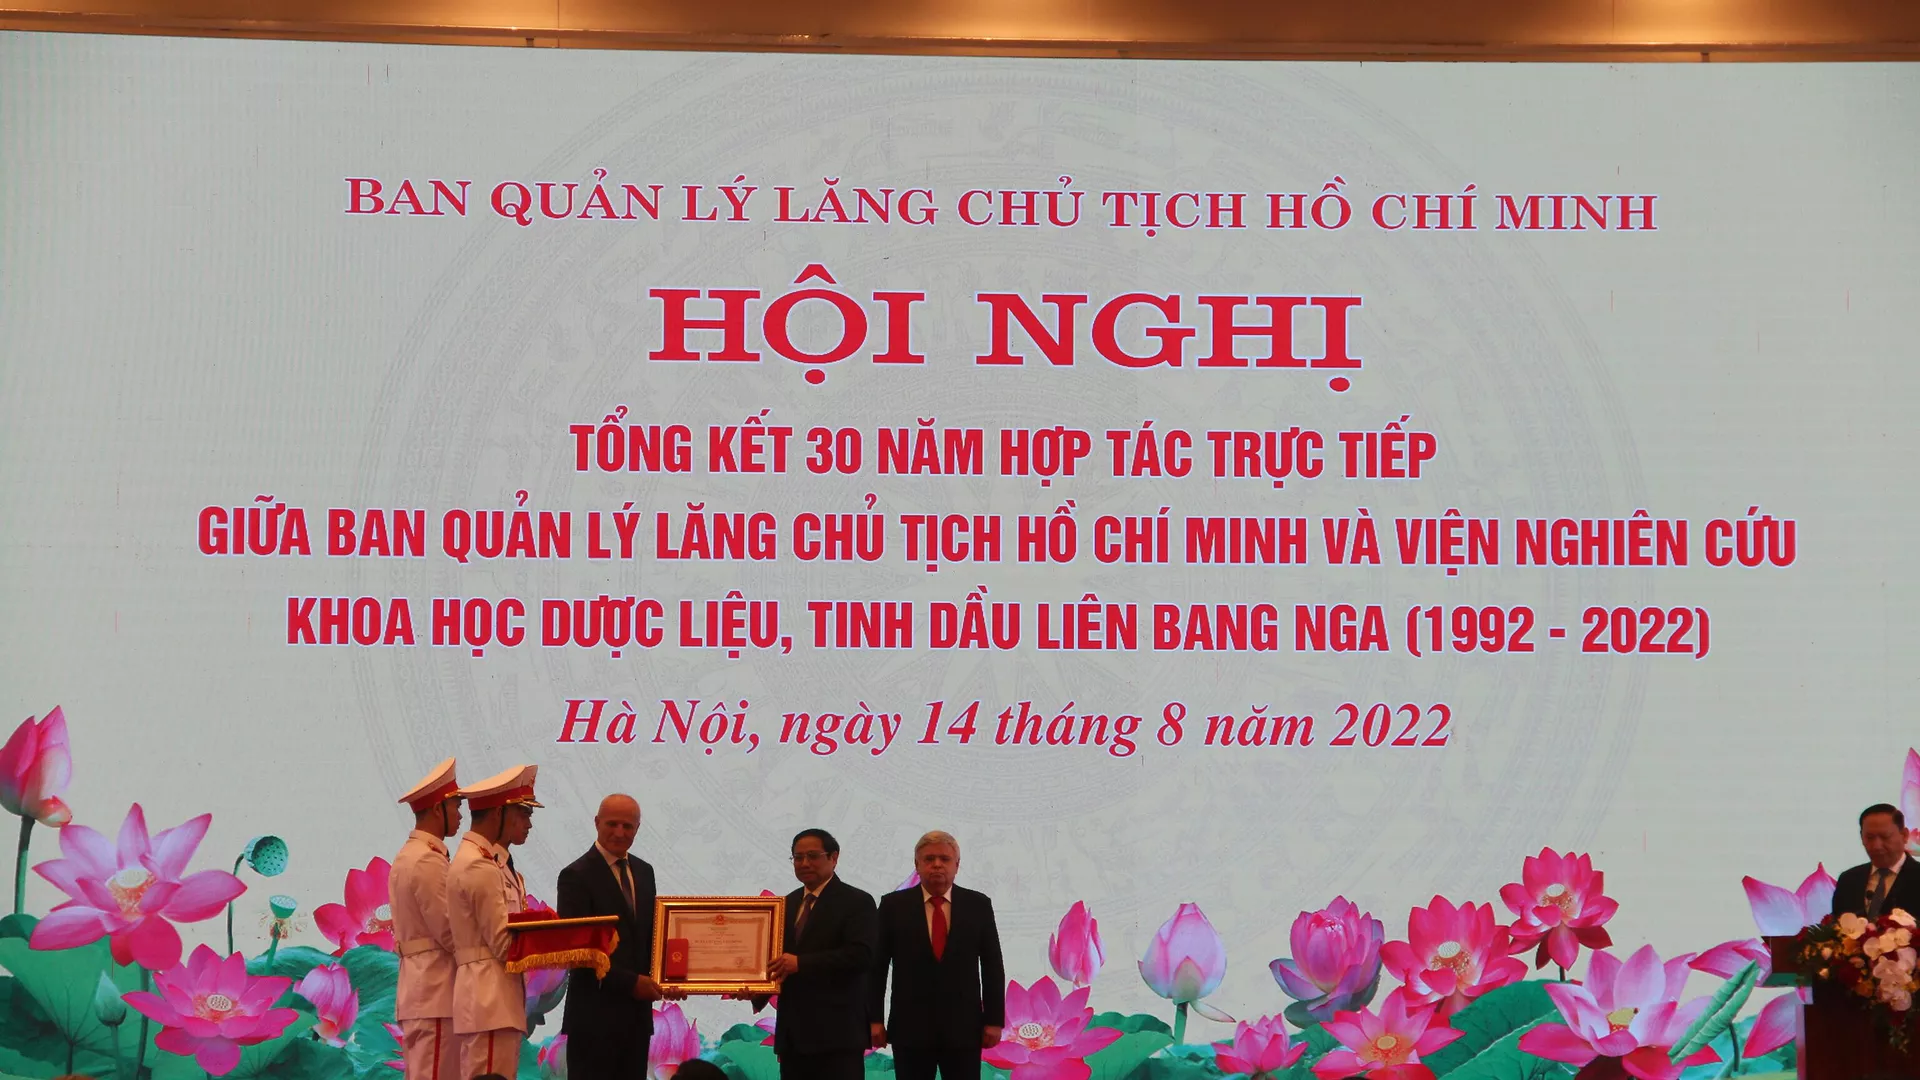 BAN QUẢN LÝ LĂNG CHỦ TỊCH HỒ CHÍ MINH
HỘI NGHỊ
TỔNG KẾT 30 NĂM HỢP TÁC TRỰC TIẾP
GIỮA BAN QUẢN LÝ LĂNG CHỦ TỊCH HỒ CHÍ MINH VÀ VIỆN NGHIÊN CỨU
KHOA HỌC DƯỢC LIỆU, TINH DẦU LIÊN BANG NGA (1992 - 2022)
Hà Nội, ngày 14 tháng 8 năm 2022